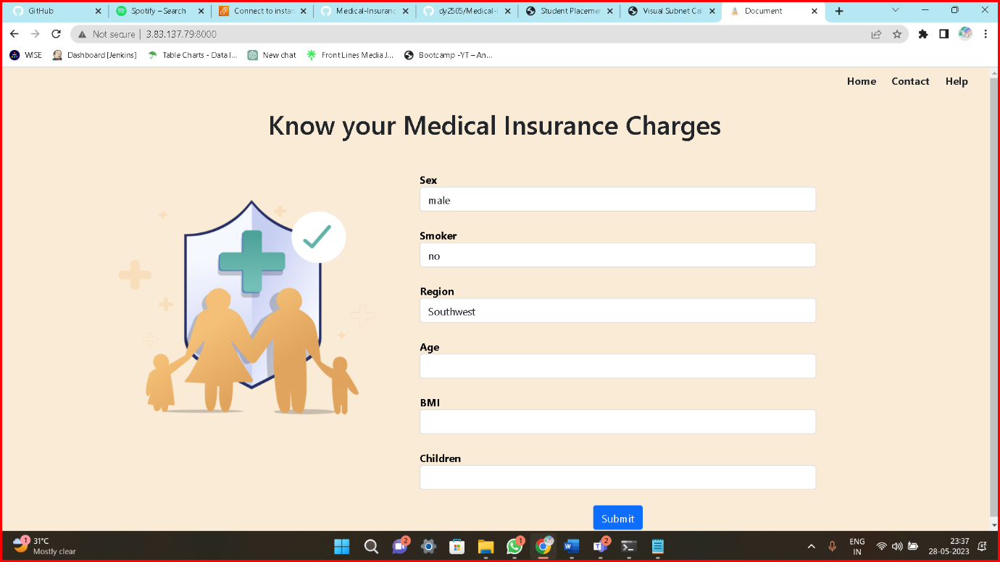 GitHub
Spotify – Search
Connect to instan
Medical-Insuranc
dy2505/Medical-I
Student Placemen
Visual Subnet Cal
Document
Not secure | 3.83.137.79:8000
WISE
Dashboard [Jenkins]
Table Charts - Data I...
New chat
Front Lines Media J...
Bootcamp -YT – An...
Home Contact Help
Know your Medical Insurance Charges
Sex
male
Smoker
no
Region
Southwest
Age
BMI
Children
Submit
1
31°C
Mostly clear
2
1
2
ENG
IN
23:37
28-05-2023